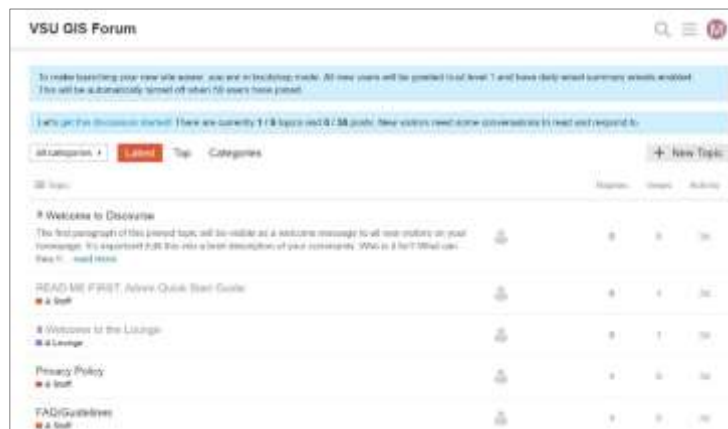 VSU GIS Forum
M
To make launching your new site easier, you are in bootstrap mode. All new users will be granted trust level 1 and have daily email summary emails enabled.
This will be automatically turned off when 50 users have joined.
Let's get this discussion started! There are currently 1 / 5 topics and 0 / 50 posts. New visitors need some conversations to read and respond to.
all categories
Latest Top Categories
+ New Topic
Topic Replies Views Activity
Welcome to Discourse
The first paragraph of this pinned topic will be visible as a welcome message to all new visitors on your
homepage. It's important! Edit this into a brief description of your community. Who is it for? What can
they fi... read more
READ ME FIRST: Admin Quick Start Guide
Staff
Welcome to the Lounge
Lounge
Privacy Policy
Staff
FAQ/Guidelines
Staff